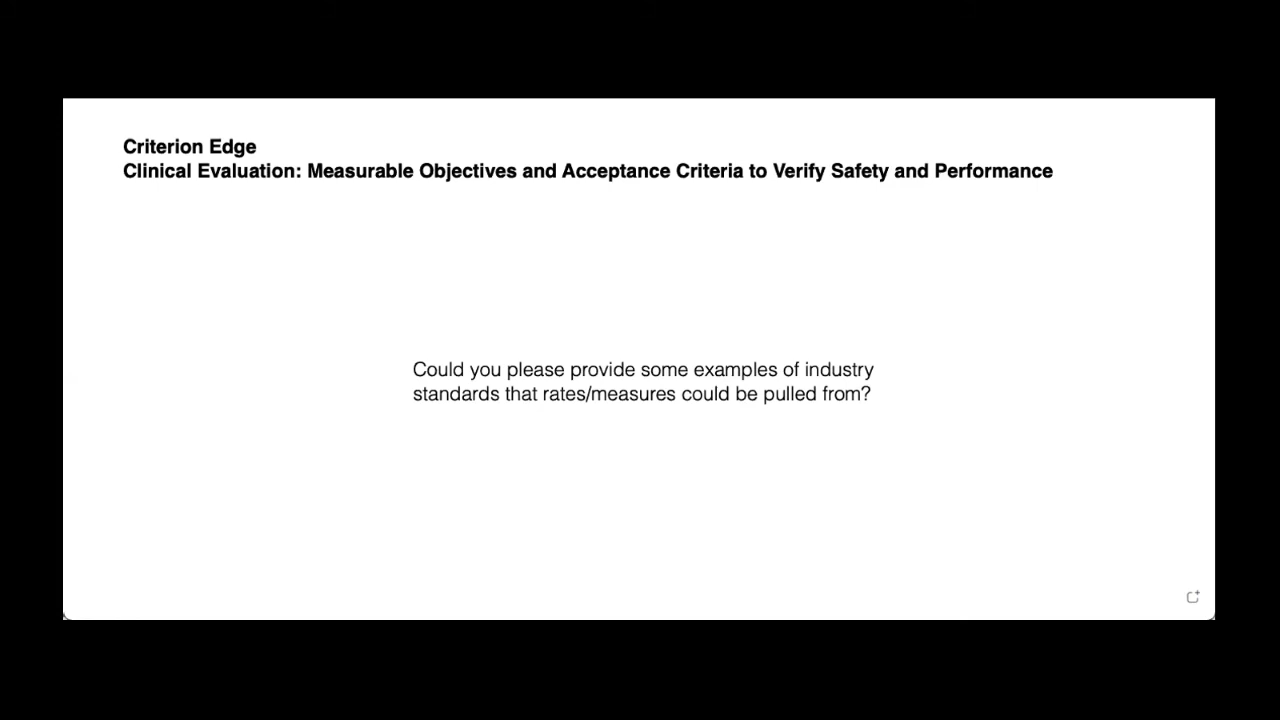 Criterion Edge
Clinical Evaluation: Measurable Objectives and Acceptance Criteria to Verify Safety and Performance
Could you please provide some examples of industry
standards that rates/measures could be pulled from?